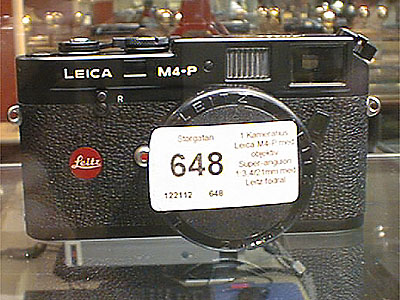 LEICA — M4-P
R
LEITZ
Leitz
Storgatan
648
122112 648
1 Kamerahus
Leica M4-P med
objektiv
Super-angulon
1:3.4/21mm med
Leitz fodral